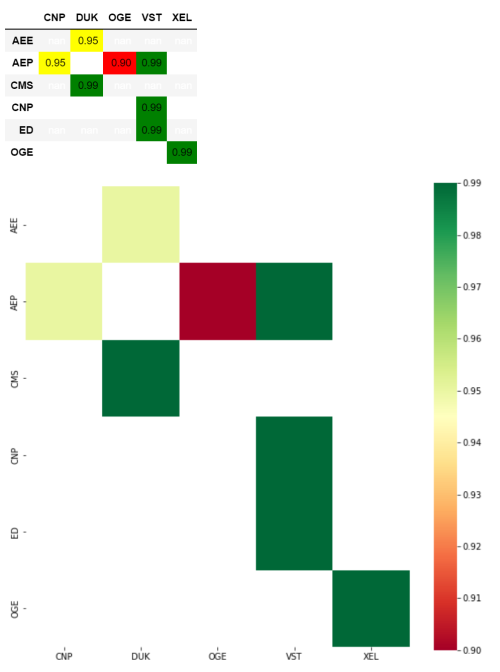 CNP DUK OGE VST XEL
AEE nan 0.95 nan nan nan
AEP 0.95 0.90 0.99
CMS nan 0.99 nan nan nan
CNP 0.99
ED nan nan nan 0.99 nan
OGE 0.99
AEE
AEP
CMS
CNP
ED
OGE
CNP DUK OGE VST XEL
0.99
0.98
0.97
0.96
0.95
0.94
0.93
0.92
0.91
0.90